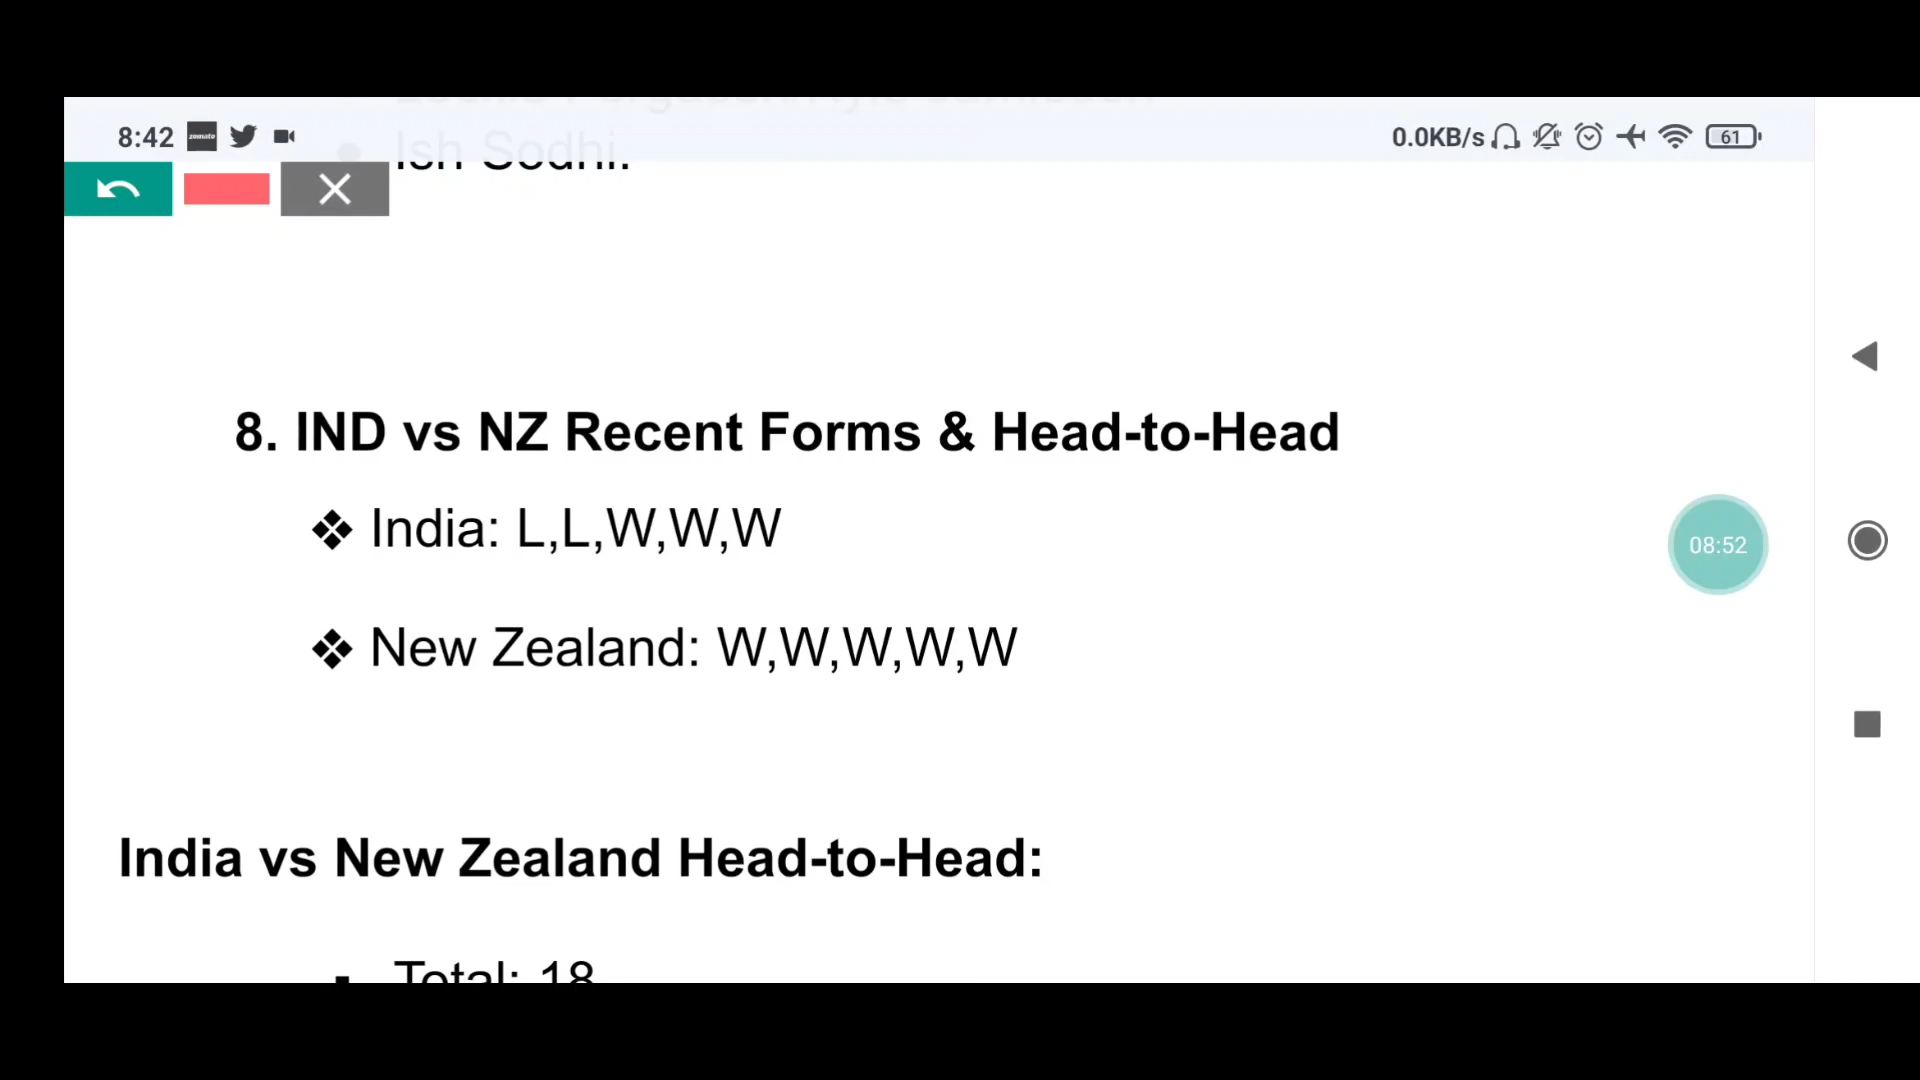 8:42 zomato 0.0KB/s 61
Ish Sodhi.
8. IND vs NZ Recent Forms & Head-to-Head
❖ India: L,L,W,W,W
08:52
❖ New Zealand: W,W,W,W,W
India vs New Zealand Head-to-Head:
▪ Total: 18